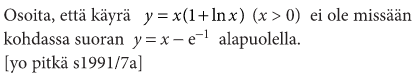 Osoita, että käyrä y = x(1 + ln x) (x > 0) ei ole missään
kohdassa suoran y = x − e⁻¹ alapuolella.
[yo pitkä s1991/7a]